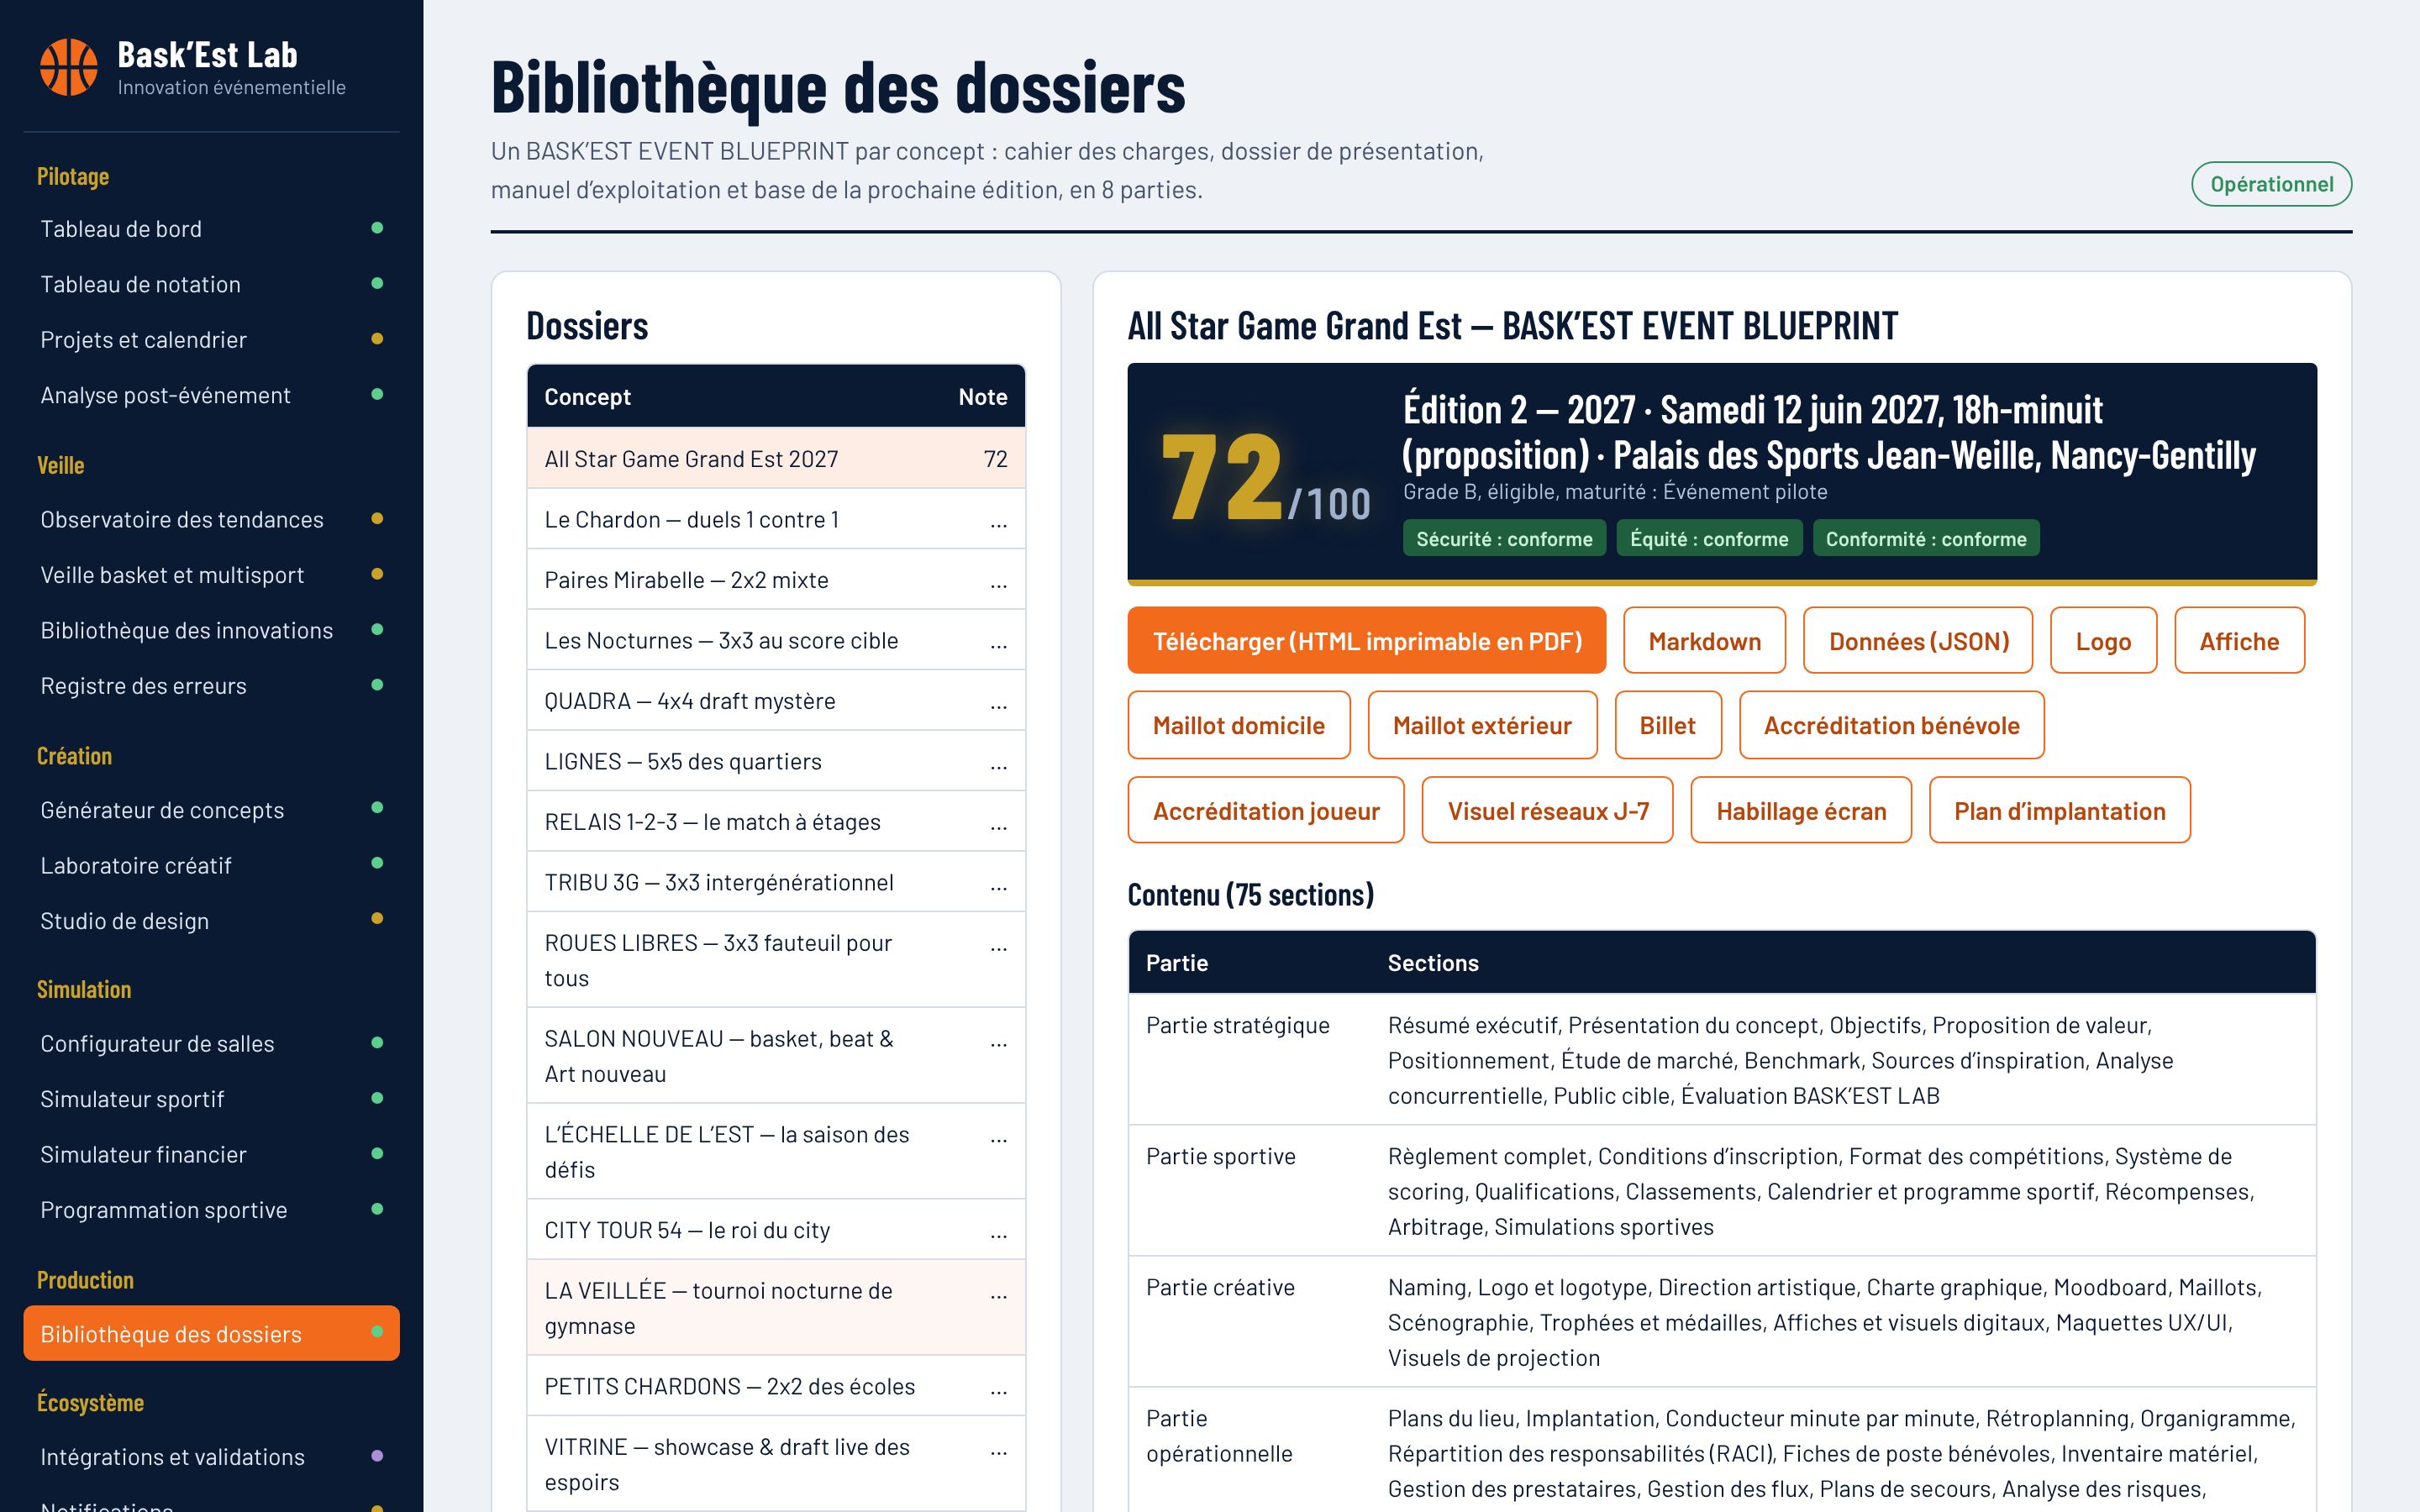 Bask’Est Lab
Innovation événementielle
Pilotage
Tableau de bord
Tableau de notation
Projets et calendrier
Analyse post-événement
Veille
Observatoire des tendances
Veille basket et multisport
Bibliothèque des innovations
Registre des erreurs
Création
Générateur de concepts
Laboratoire créatif
Studio de design
Simulation
Configurateur de salles
Simulateur sportif
Simulateur financier
Programmation sportive
Production
Bibliothèque des dossiers
Écosystème
Intégrations et validations
Notifications
Bibliothèque des dossiers
Un BASK’EST EVENT BLUEPRINT par concept : cahier des charges, dossier de présentation,
manuel d’exploitation et base de la prochaine édition, en 8 parties.
Opérationnel
Dossiers
Concept Note
All Star Game Grand Est 2027 72
Le Chardon — duels 1 contre 1 ...
Paires Mirabelle — 2x2 mixte ...
Les Nocturnes — 3x3 au score cible ...
QUADRA — 4x4 draft mystère ...
LIGNES — 5x5 des quartiers ...
RELAIS 1-2-3 — le match à étages ...
TRIBU 3G — 3x3 intergénérationnel ...
ROUES LIBRES — 3x3 fauteuil pour ...
tous
SALON NOUVEAU — basket, beat & ...
Art nouveau
L’ÉCHELLE DE L’EST — la saison des ...
défis
CITY TOUR 54 — le roi du city ...
LA VEILLÉE — tournoi nocturne de ...
gymnase
PETITS CHARDONS — 2x2 des écoles ...
VITRINE — showcase & draft live des ...
espoirs
All Star Game Grand Est — BASK’EST EVENT BLUEPRINT
72/100
Édition 2 — 2027 · Samedi 12 juin 2027, 18h-minuit
(proposition) · Palais des Sports Jean-Weille, Nancy-Gentilly
Grade B, éligible, maturité : Événement pilote
Sécurité : conforme Équité : conforme Conformité : conforme
Télécharger (HTML imprimable en PDF) Markdown Données (JSON) Logo Affiche
Maillot domicile Maillot extérieur Billet Accréditation bénévole
Accréditation joueur Visuel réseaux J-7 Habillage écran Plan d’implantation
Contenu (75 sections)
Partie Sections
Partie stratégique Résumé exécutif, Présentation du concept, Objectifs, Proposition de valeur,
Positionnement, Étude de marché, Benchmark, Sources d’inspiration, Analyse
concurrentielle, Public cible, Évaluation BASK’EST LAB
Partie sportive Règlement complet, Conditions d’inscription, Format des compétitions, Système de
scoring, Qualifications, Classements, Calendrier et programme sportif, Récompenses,
Arbitrage, Simulations sportives
Partie créative Naming, Logo et logotype, Direction artistique, Charte graphique, Moodboard, Maillots,
Scénographie, Trophées et médailles, Affiches et visuels digitaux, Maquettes UX/UI,
Visuels de projection
Partie Plans du lieu, Implantation, Conducteur minute par minute, Rétroplanning, Organigramme,
opérationnelle Répartition des responsabilités (RACI), Fiches de poste bénévoles, Inventaire matériel,
Gestion des prestataires, Gestion des flux, Plans de secours, Analyse des risques,